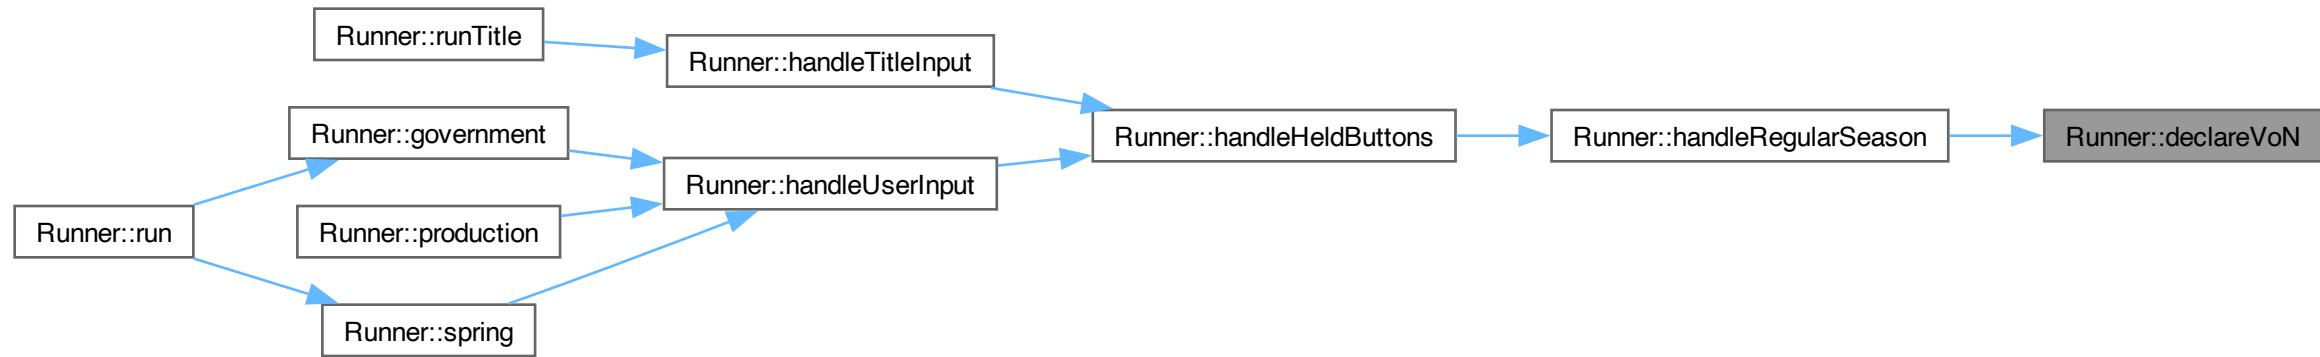 Runner::runTitle
Runner::handleTitleInput
Runner::government
Runner::handleHeldButtons
Runner::handleRegularSeason
Runner::declareVoN
Runner::handleUserInput
Runner::run
Runner::production
Runner::spring